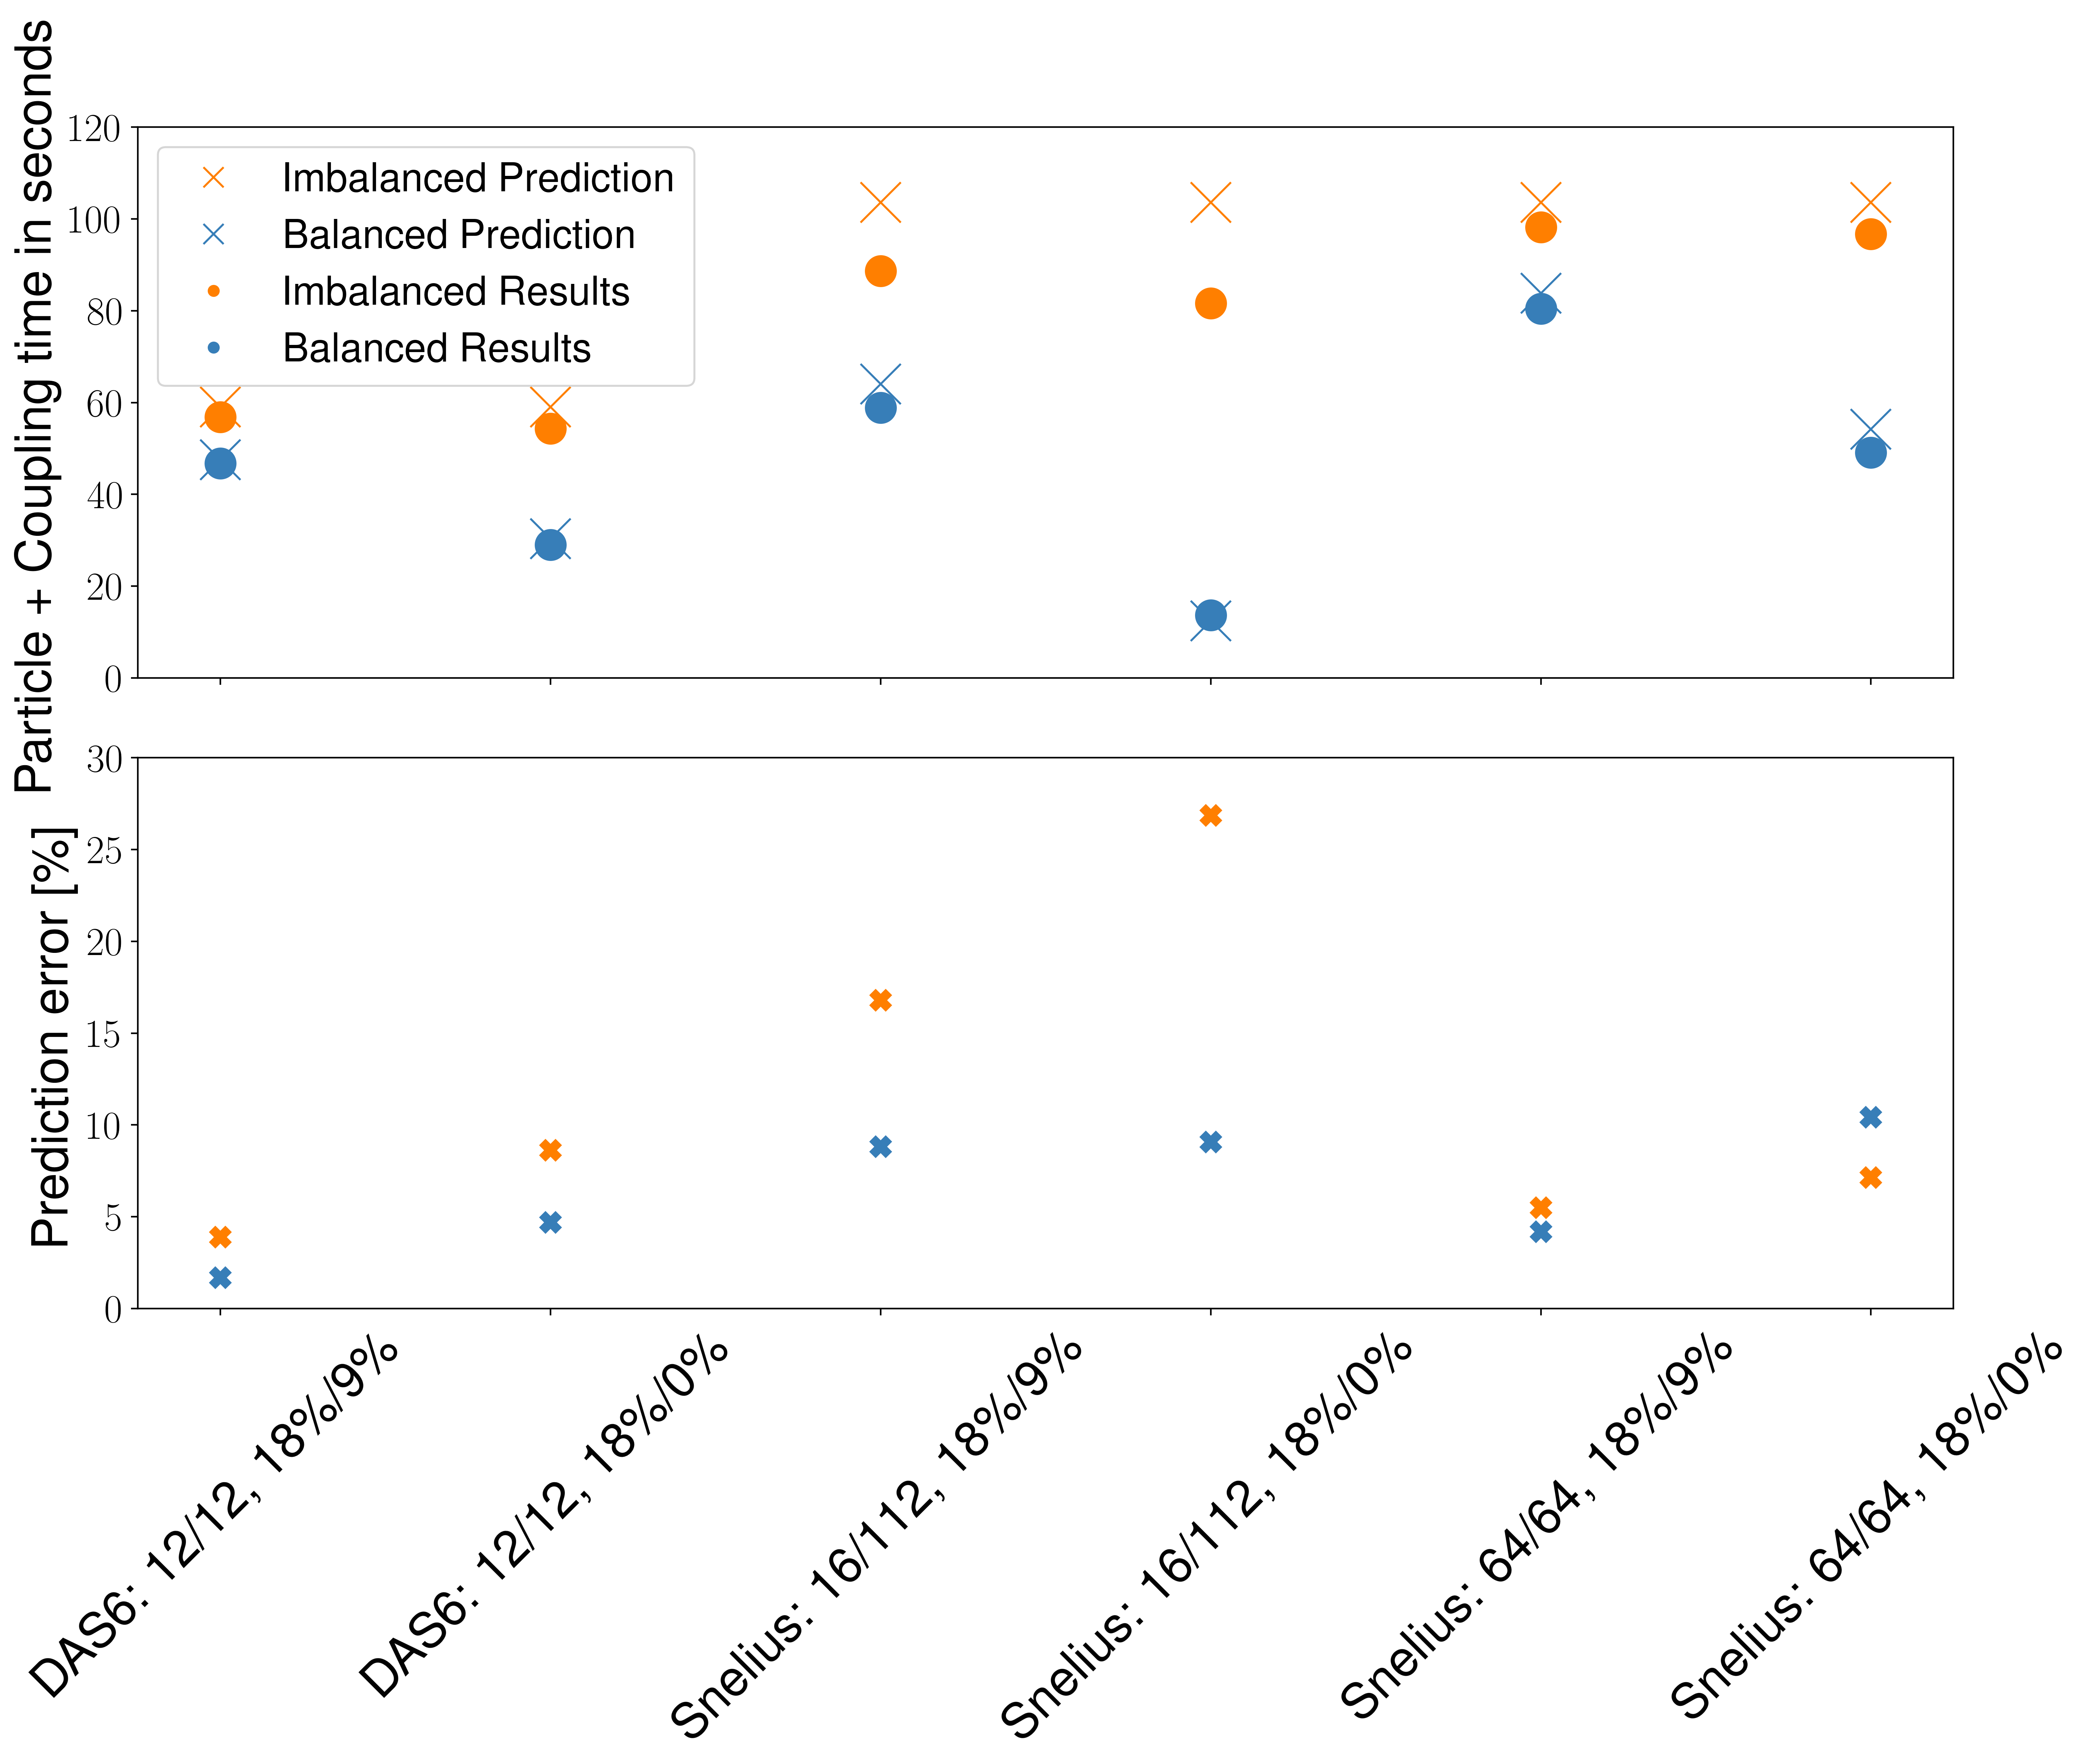 Particle + Coupling time in seconds
120
100
80
60
40
20
0
Imbalanced Prediction
Balanced Prediction
Imbalanced Results
Balanced Results
Prediction error [%]
30
25
20
15
10
5
0
DAS6: 12/12, 18%/9%
DAS6: 12/12, 18%/0%
Snelius: 16/112, 18%/9%
Snelius: 16/112, 18%/0%
Snelius: 64/64, 18%/9%
Snelius: 64/64, 18%/0%